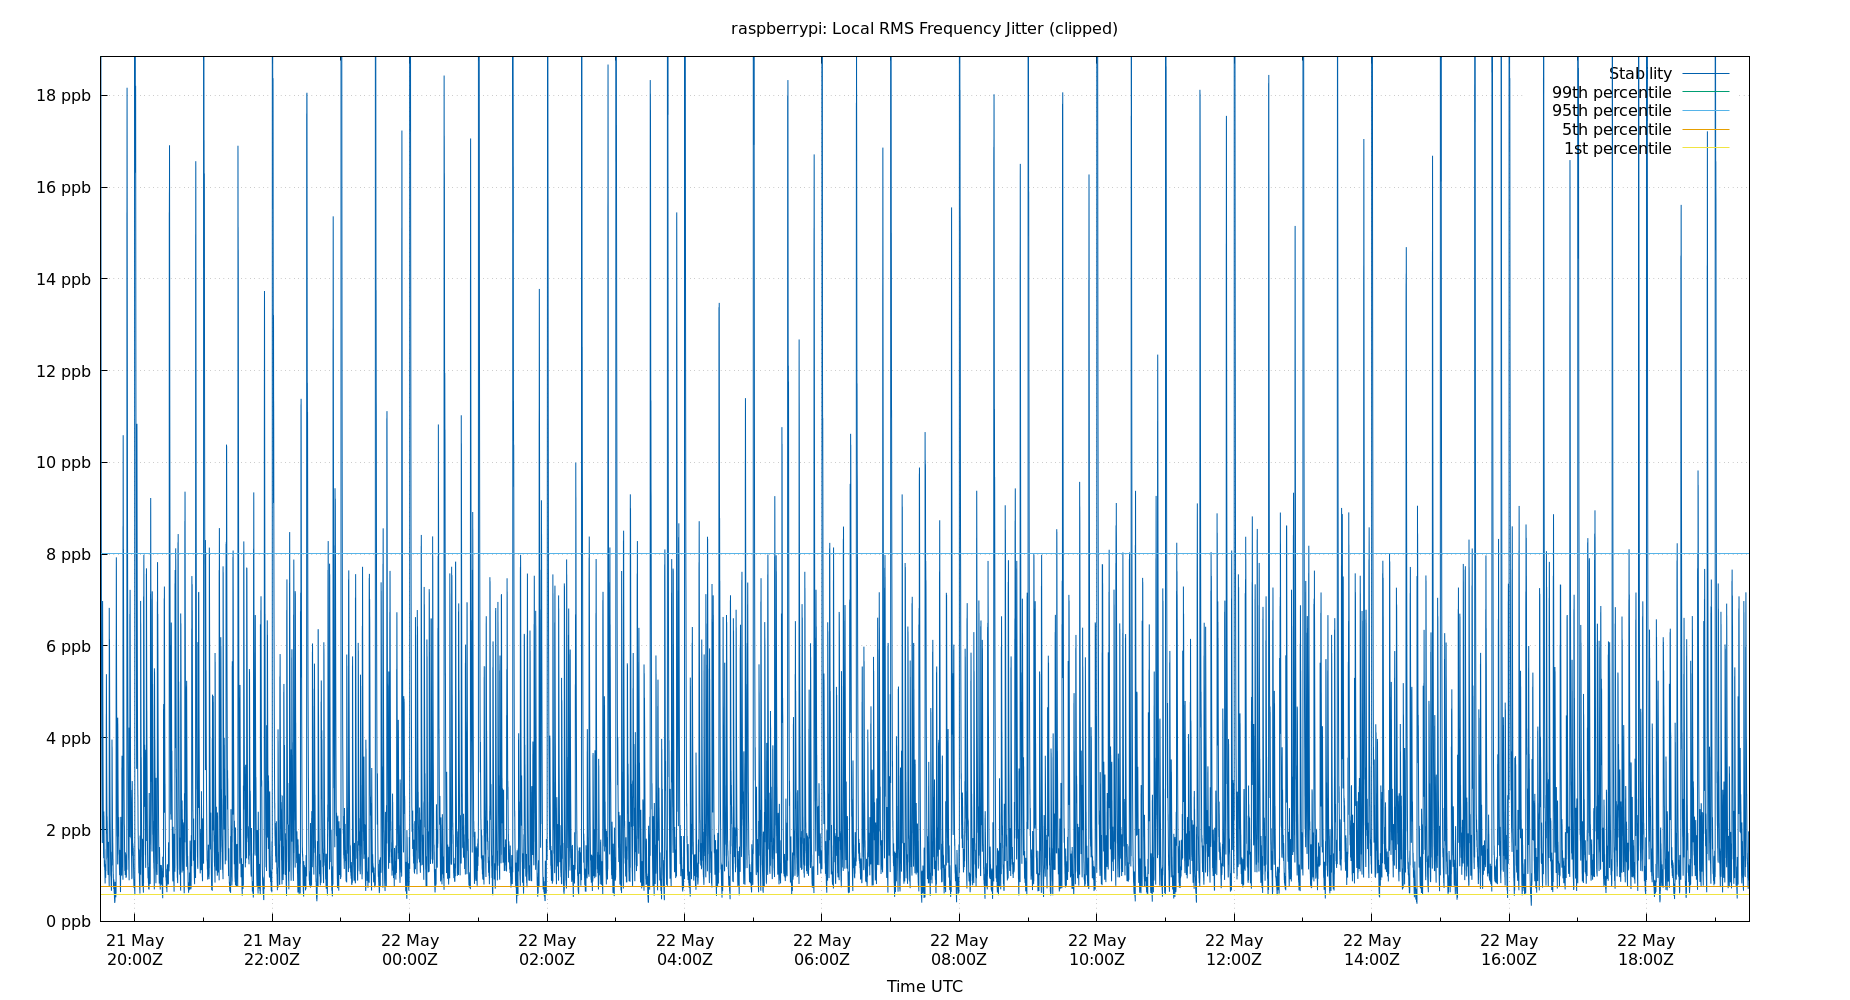 raspberrypi: Local RMS Frequency Jitter (clipped)
Stability
99th percentile
95th percentile
5th percentile
1st percentile
18 ppb
16 ppb
14 ppb
12 ppb
10 ppb
8 ppb
6 ppb
4 ppb
2 ppb
0 ppb
21 May 21 May 22 May 22 May 22 May 22 May 22 May 22 May 22 May 22 May 22 May 22 May
20:00Z 22:00Z 00:00Z 02:00Z 04:00Z 06:00Z 08:00Z 10:00Z 12:00Z 14:00Z 16:00Z 18:00Z
Time UTC